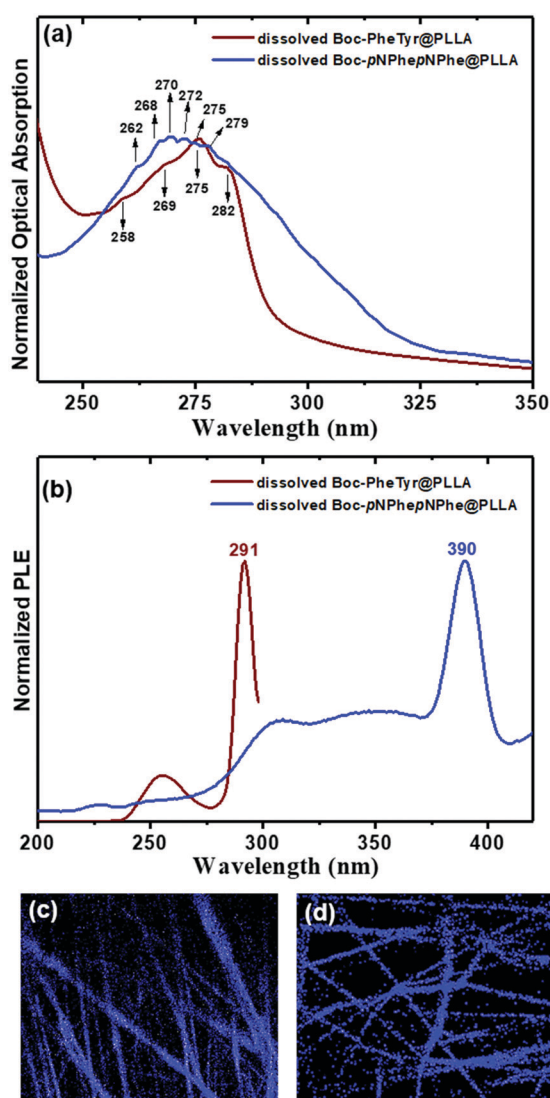 (a)
dissolved Boc-PheTyr@PLLA
dissolved Boc-pNPhepNPhe@PLLA
270
268
272
262
275
279
275
269
282
258
Normalized Optical Absorption
250
275
300
325
350
Wavelength (nm)
(b)
dissolved Boc-PheTyr@PLLA
dissolved Boc-pNPhepNPhe@PLLA
291
390
Normalized PLE
200
250
300
350
400
Wavelength (nm)
(c)
(d)